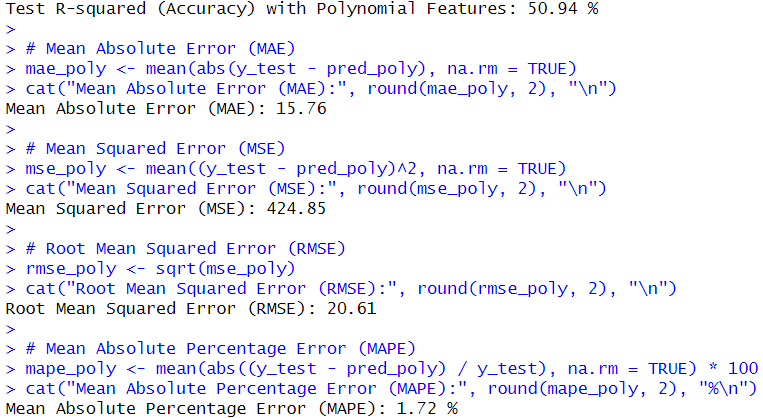 Test R-squared (Accuracy) with Polynomial Features: 50.94 %
>
> # Mean Absolute Error (MAE)
> mae_poly <- mean(abs(y_test - pred_poly), na.rm = TRUE)
> cat("Mean Absolute Error (MAE):", round(mae_poly, 2), "\n")
Mean Absolute Error (MAE): 15.76
>
> # Mean Squared Error (MSE)
> mse_poly <- mean((y_test - pred_poly)^2, na.rm = TRUE)
> cat("Mean Squared Error (MSE):", round(mse_poly, 2), "\n")
Mean Squared Error (MSE): 424.85
>
> # Root Mean Squared Error (RMSE)
> rmse_poly <- sqrt(mse_poly)
> cat("Root Mean Squared Error (RMSE):", round(rmse_poly, 2), "\n")
Root Mean Squared Error (RMSE): 20.61
>
> # Mean Absolute Percentage Error (MAPE)
> mape_poly <- mean(abs((y_test - pred_poly) / y_test), na.rm = TRUE) * 100
> cat("Mean Absolute Percentage Error (MAPE):", round(mape_poly, 2), "%\n")
Mean Absolute Percentage Error (MAPE): 1.72 %